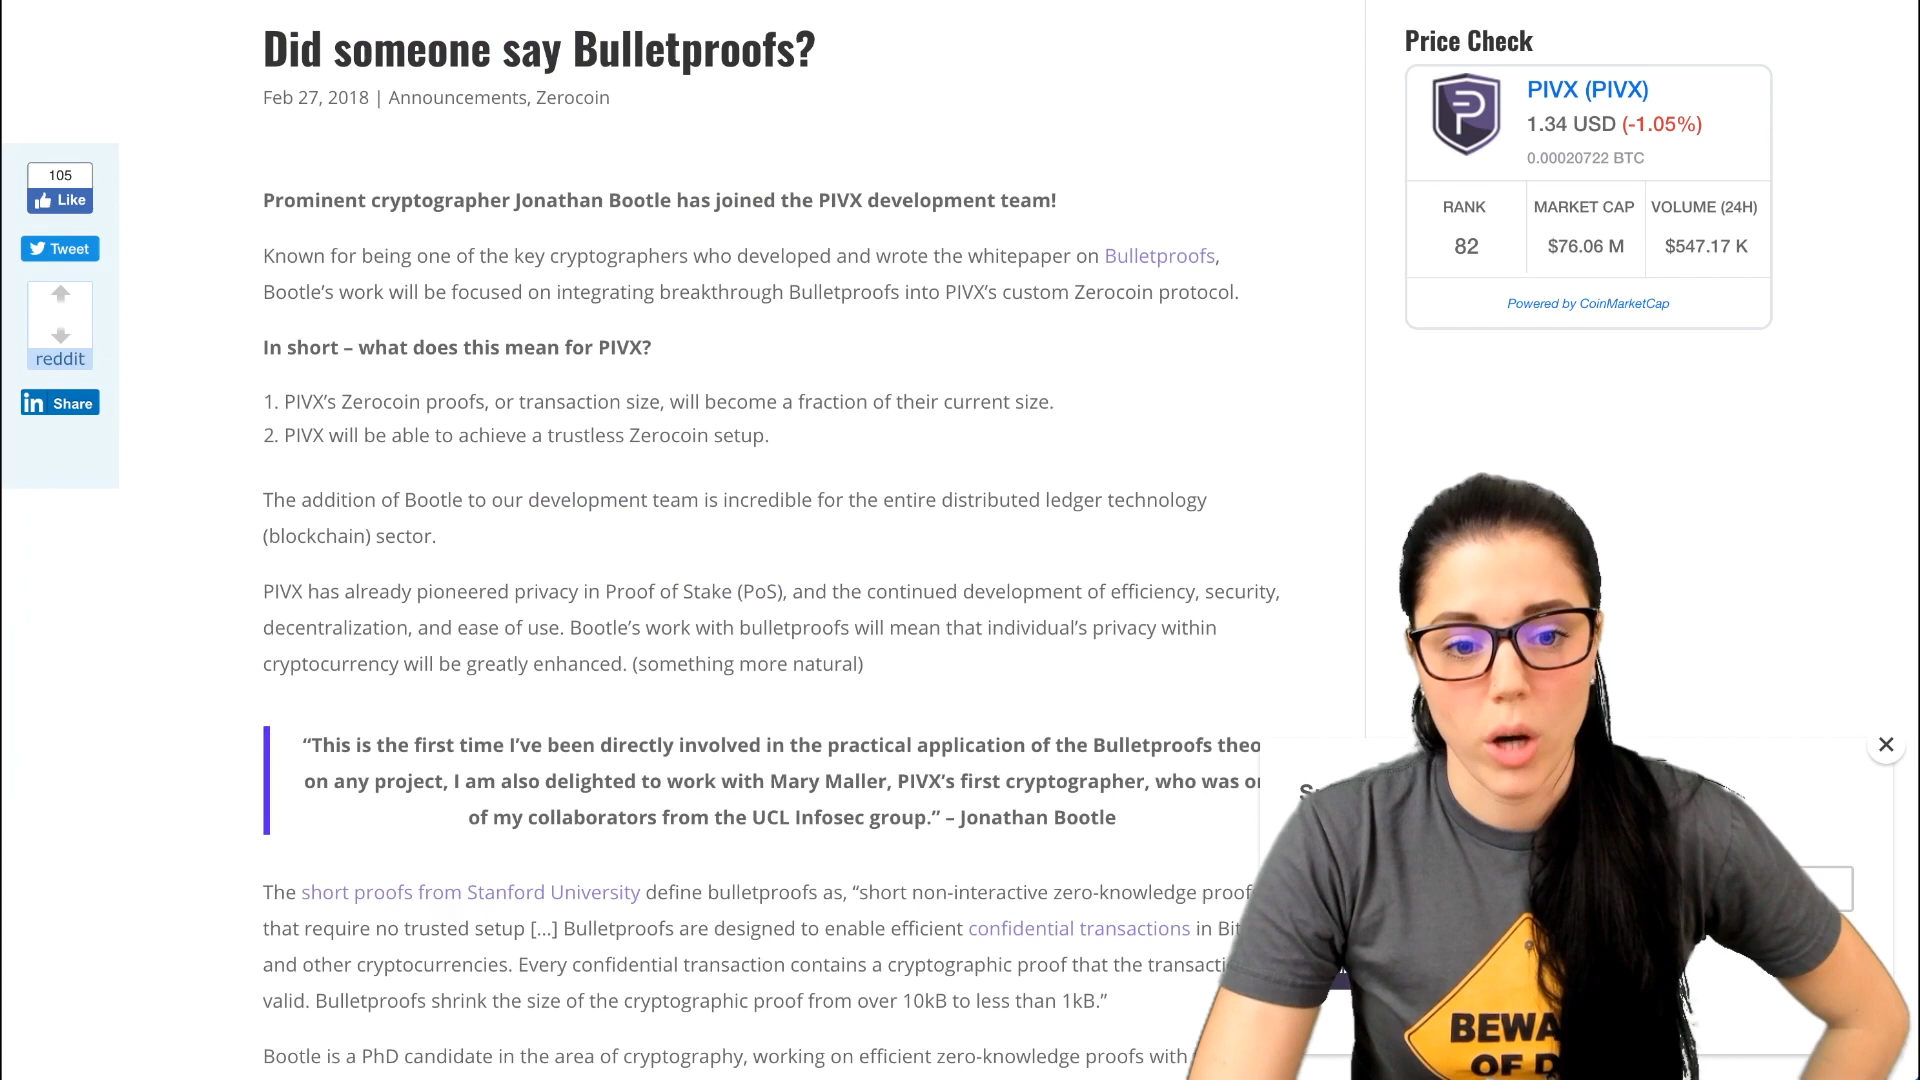 Did someone say Bulletproofs?
Feb 27, 2018 | Announcements, Zerocoin
Prominent cryptographer Jonathan Bootle has joined the PIVX development team!
Known for being one of the key cryptographers who developed and wrote the whitepaper on Bulletproofs,
Bootle’s work will be focused on integrating breakthrough Bulletproofs into PIVX’s custom Zerocoin protocol.
In short – what does this mean for PIVX?
1. PIVX’s Zerocoin proofs, or transaction size, will become a fraction of their current size.
2. PIVX will be able to achieve a trustless Zerocoin setup.
The addition of Bootle to our development team is incredible for the entire distributed ledger technology
(blockchain) sector.
PIVX has already pioneered privacy in Proof of Stake (PoS), and the continued development of efficiency, security,
decentralization, and ease of use. Bootle’s work with bulletproofs will mean that individual’s privacy within
cryptocurrency will be greatly enhanced. (something more natural)
“This is the first time I’ve been directly involved in the practical application of the Bulletproofs
on any project, I am also delighted to work with Mary Maller, PIVX’s first cryptographer, who was
of my collaborators from the UCL Infosec group.” – Jonathan Bootle
The short proofs from Stanford University define bulletproofs as, “short non-interactive zero-knowledge
that require no trusted setup [...] Bulletproofs are designed to enable efficient confidential transactions in
and other cryptocurrencies. Every confidential transaction contains a cryptographic proof that the
valid. Bulletproofs shrink the size of the cryptographic proof from over 10kB to less than 1kB.”
Bootle is a PhD candidate in the area of cryptography, working on efficient zero-knowledge proofs with
105
Like
Tweet
reddit
in Share
Price Check
PIVX (PIVX)
1.34 USD (-1.05%)
0.00020722 BTC
RANK MARKET CAP VOLUME (24H)
82 $76.06 M $547.17 K
Powered by CoinMarketCap
OF